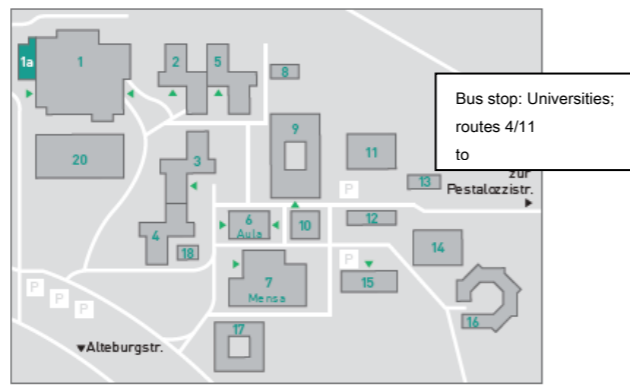 1a
1
2
5
8
Bus stop: Universities;
routes 4/11
to
9
11
20
3
zur
13
Pestalozzistr.
P
6
Aula
10
12
4
18
14
P
7
Mensa
15
P
P
P
16
17
Alteburgstr.